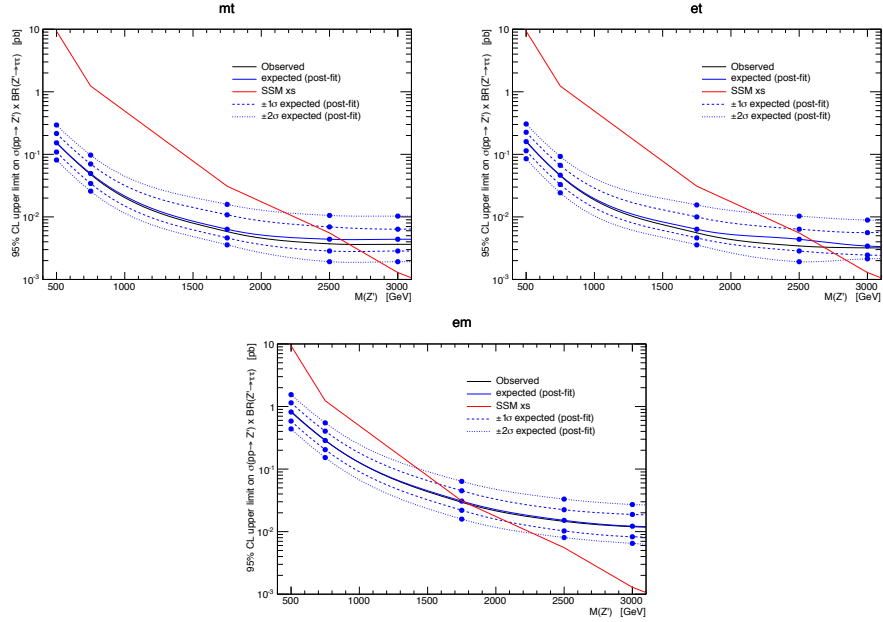 mt
95% CL upper limit on σ(pp→ Z') x BR(Z'→ττ) [pb]
10
1
10⁻¹
10⁻²
10⁻³
Observed
expected (post-fit)
SSM xs
±1σ expected (post-fit)
±2σ expected (post-fit)
500 1000 1500 2000 2500 3000
M(Z') [GeV]
et
95% CL upper limit on σ(pp→ Z') x BR(Z'→ττ) [pb]
10
1
10⁻¹
10⁻²
10⁻³
Observed
expected (post-fit)
SSM xs
±1σ expected (post-fit)
±2σ expected (post-fit)
500 1000 1500 2000 2500 3000
M(Z') [GeV]
em
95% CL upper limit on σ(pp→ Z') x BR(Z'→ττ) [pb]
10
1
10⁻¹
10⁻²
10⁻³
Observed
expected (post-fit)
SSM xs
±1σ expected (post-fit)
±2σ expected (post-fit)
500 1000 1500 2000 2500 3000
M(Z') [GeV]